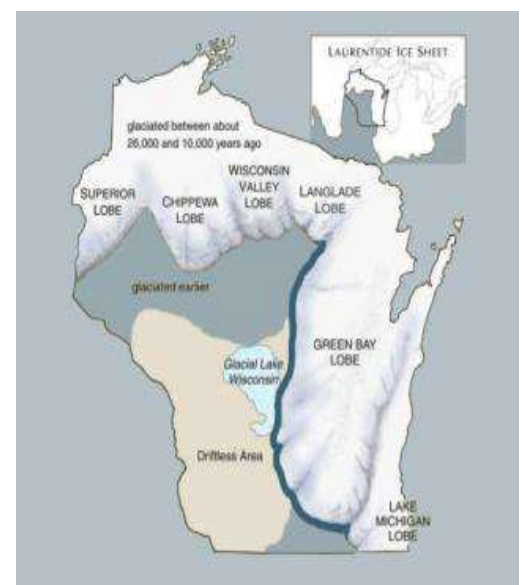 LAURENTIDE ICE SHEET
glaciated between about
26,000 and 10,000 years ago
SUPERIOR
LOBE
CHIPPEWA
LOBE
WISCONSIN
VALLEY
LOBE
LANGLADE
LOBE
glaciated earlier
GREEN BAY
LOBE
Glacial Lake
Wisconsin
Driftless Area
LAKE
MICHIGAN
LOBE